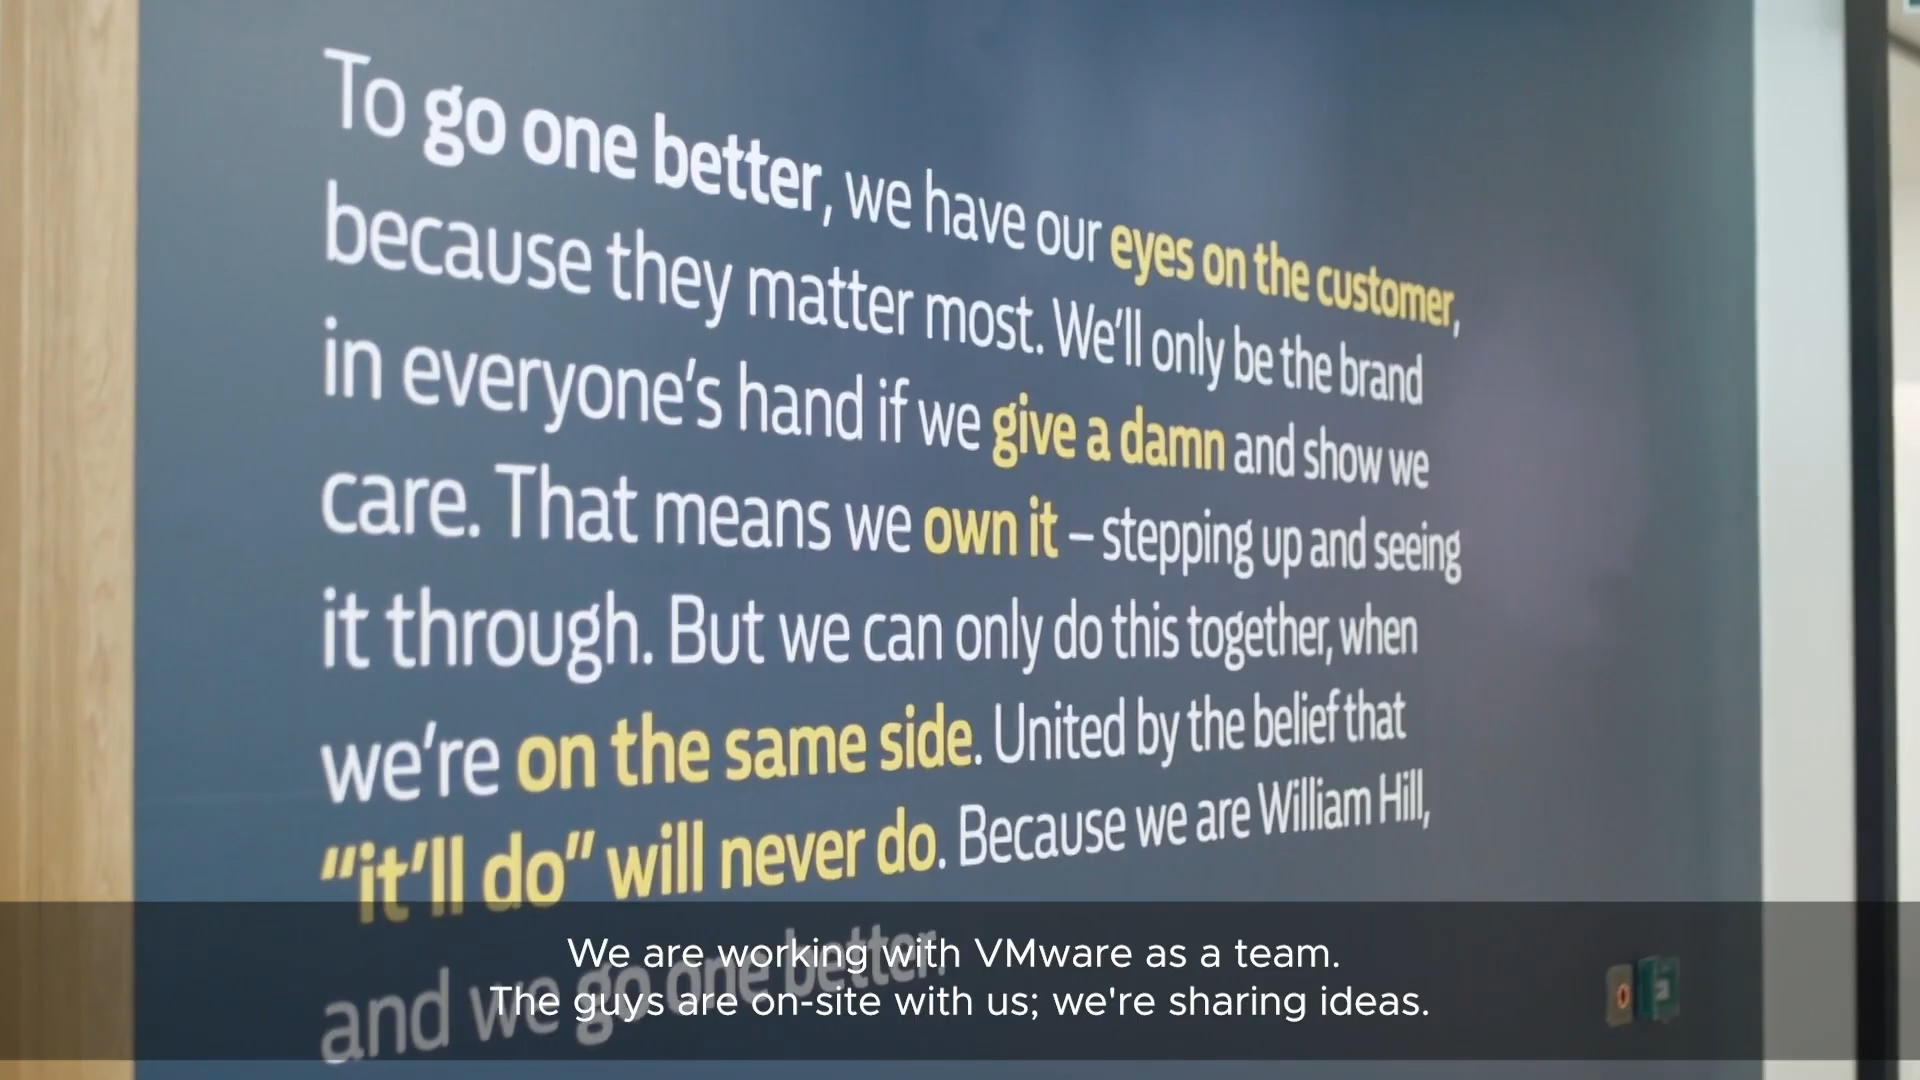 To go one better, we have our eyes on the customer,
because they matter most. We'll only be the brand
in everyone's hand if we give a damn and show we
care. That means we own it – stepping up and seeing
it through. But we can only do this together, when
we're on the same side. United by the belief that
“it'll do” will never do. Because we are William Hill,
and we go one better.
We are working with VMware as a team.
The guys are on-site with us; we're sharing ideas.